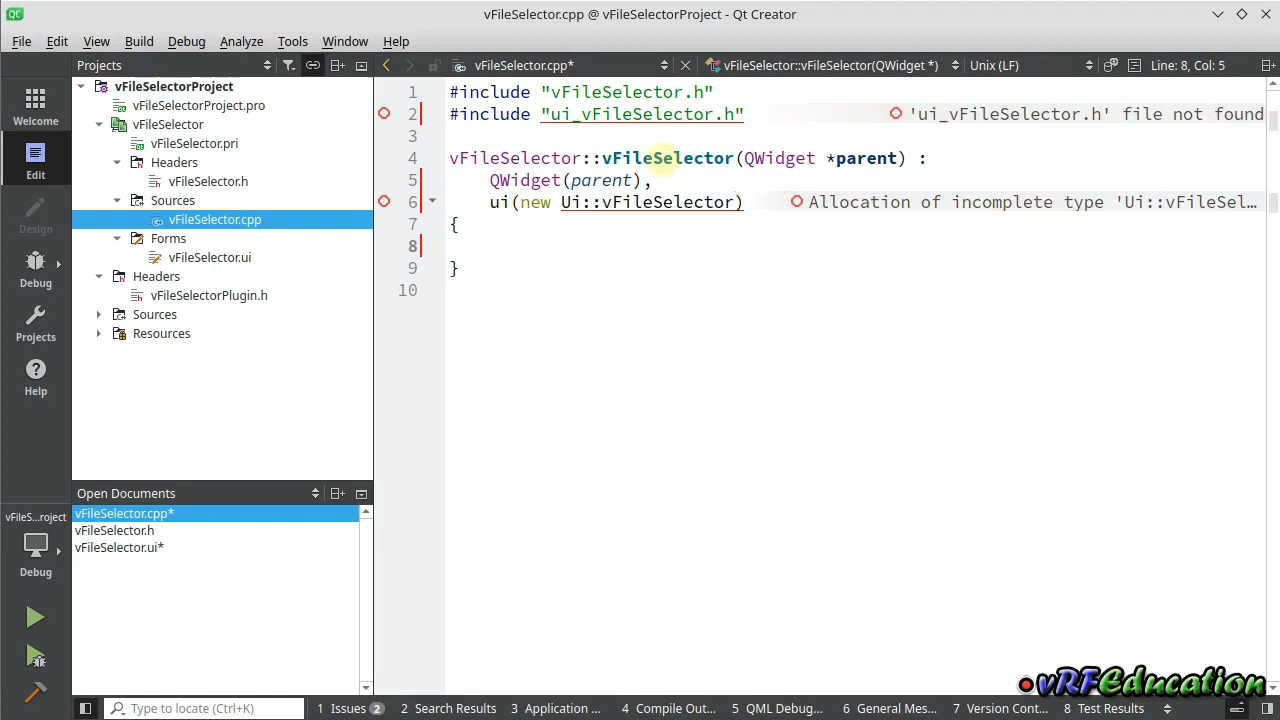 vFileSelector.cpp @ vFileSelectorProject - Qt Creator
File Edit View Build Debug Analyze Tools Window Help
Projects
vFileSelector.cpp*
vFileSelector::vFileSelector(QWidget *)
Unix (LF)
Line: 8, Col: 5
Welcome
Edit
Design
Debug
Projects
Help
vFileS...roject
Debug
vFileSelectorProject
vFileSelectorProject.pro
vFileSelector
vFileSelector.pri
Headers
vFileSelector.h
Sources
vFileSelector.cpp
Forms
vFileSelector.ui
Headers
vFileSelectorPlugin.h
Sources
Resources
Open Documents
vFileSelector.cpp*
vFileSelector.h
vFileSelector.ui*
1 #include "vFileSelector.h"
2 #include "ui_vFileSelector.h" 'ui_vFileSelector.h' file not found
3
4 vFileSelector::vFileSelector(QWidget *parent) :
5 QWidget(parent),
6 ui(new Ui::vFileSelector) Allocation of incomplete type 'Ui::vFileSel…
7 {
8
9 }
10
vRFEducation
Type to locate (Ctrl+K)
1 Issues 2
2 Search Results
3 Application ...
4 Compile Out...
5 QML Debug...
6 General Mes...
7 Version Cont...
8 Test Results